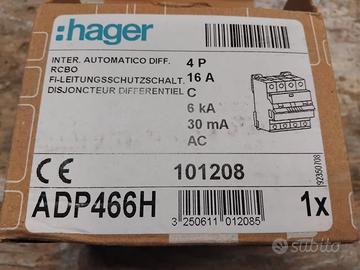 :hager
INTER. AUTOMATICO DIFF. 4 P
RCBO 16 A
FI-LEITUNGSSCHUTZSCHALT. C
DISJONCTEUR DIFFERENTIEL 6 kA
30 mA
AC
CE 101208
92350708
ADP466H 1x
3 250611 012085
subito